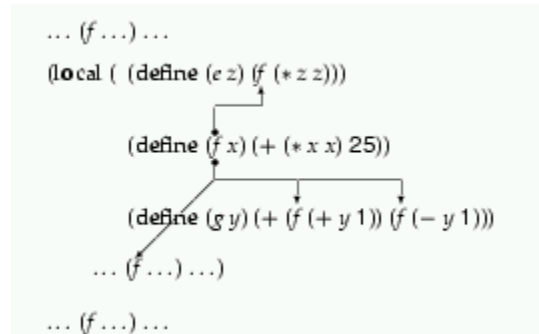 ... (f ...) ...
(local ( (define (e z) (f (* z z)))
(define (f x) (+ (* x x) 25))
(define (g y) (+ (f (+ y 1)) (f (− y 1)))
... (f ...) ...)
... (f ...) ...